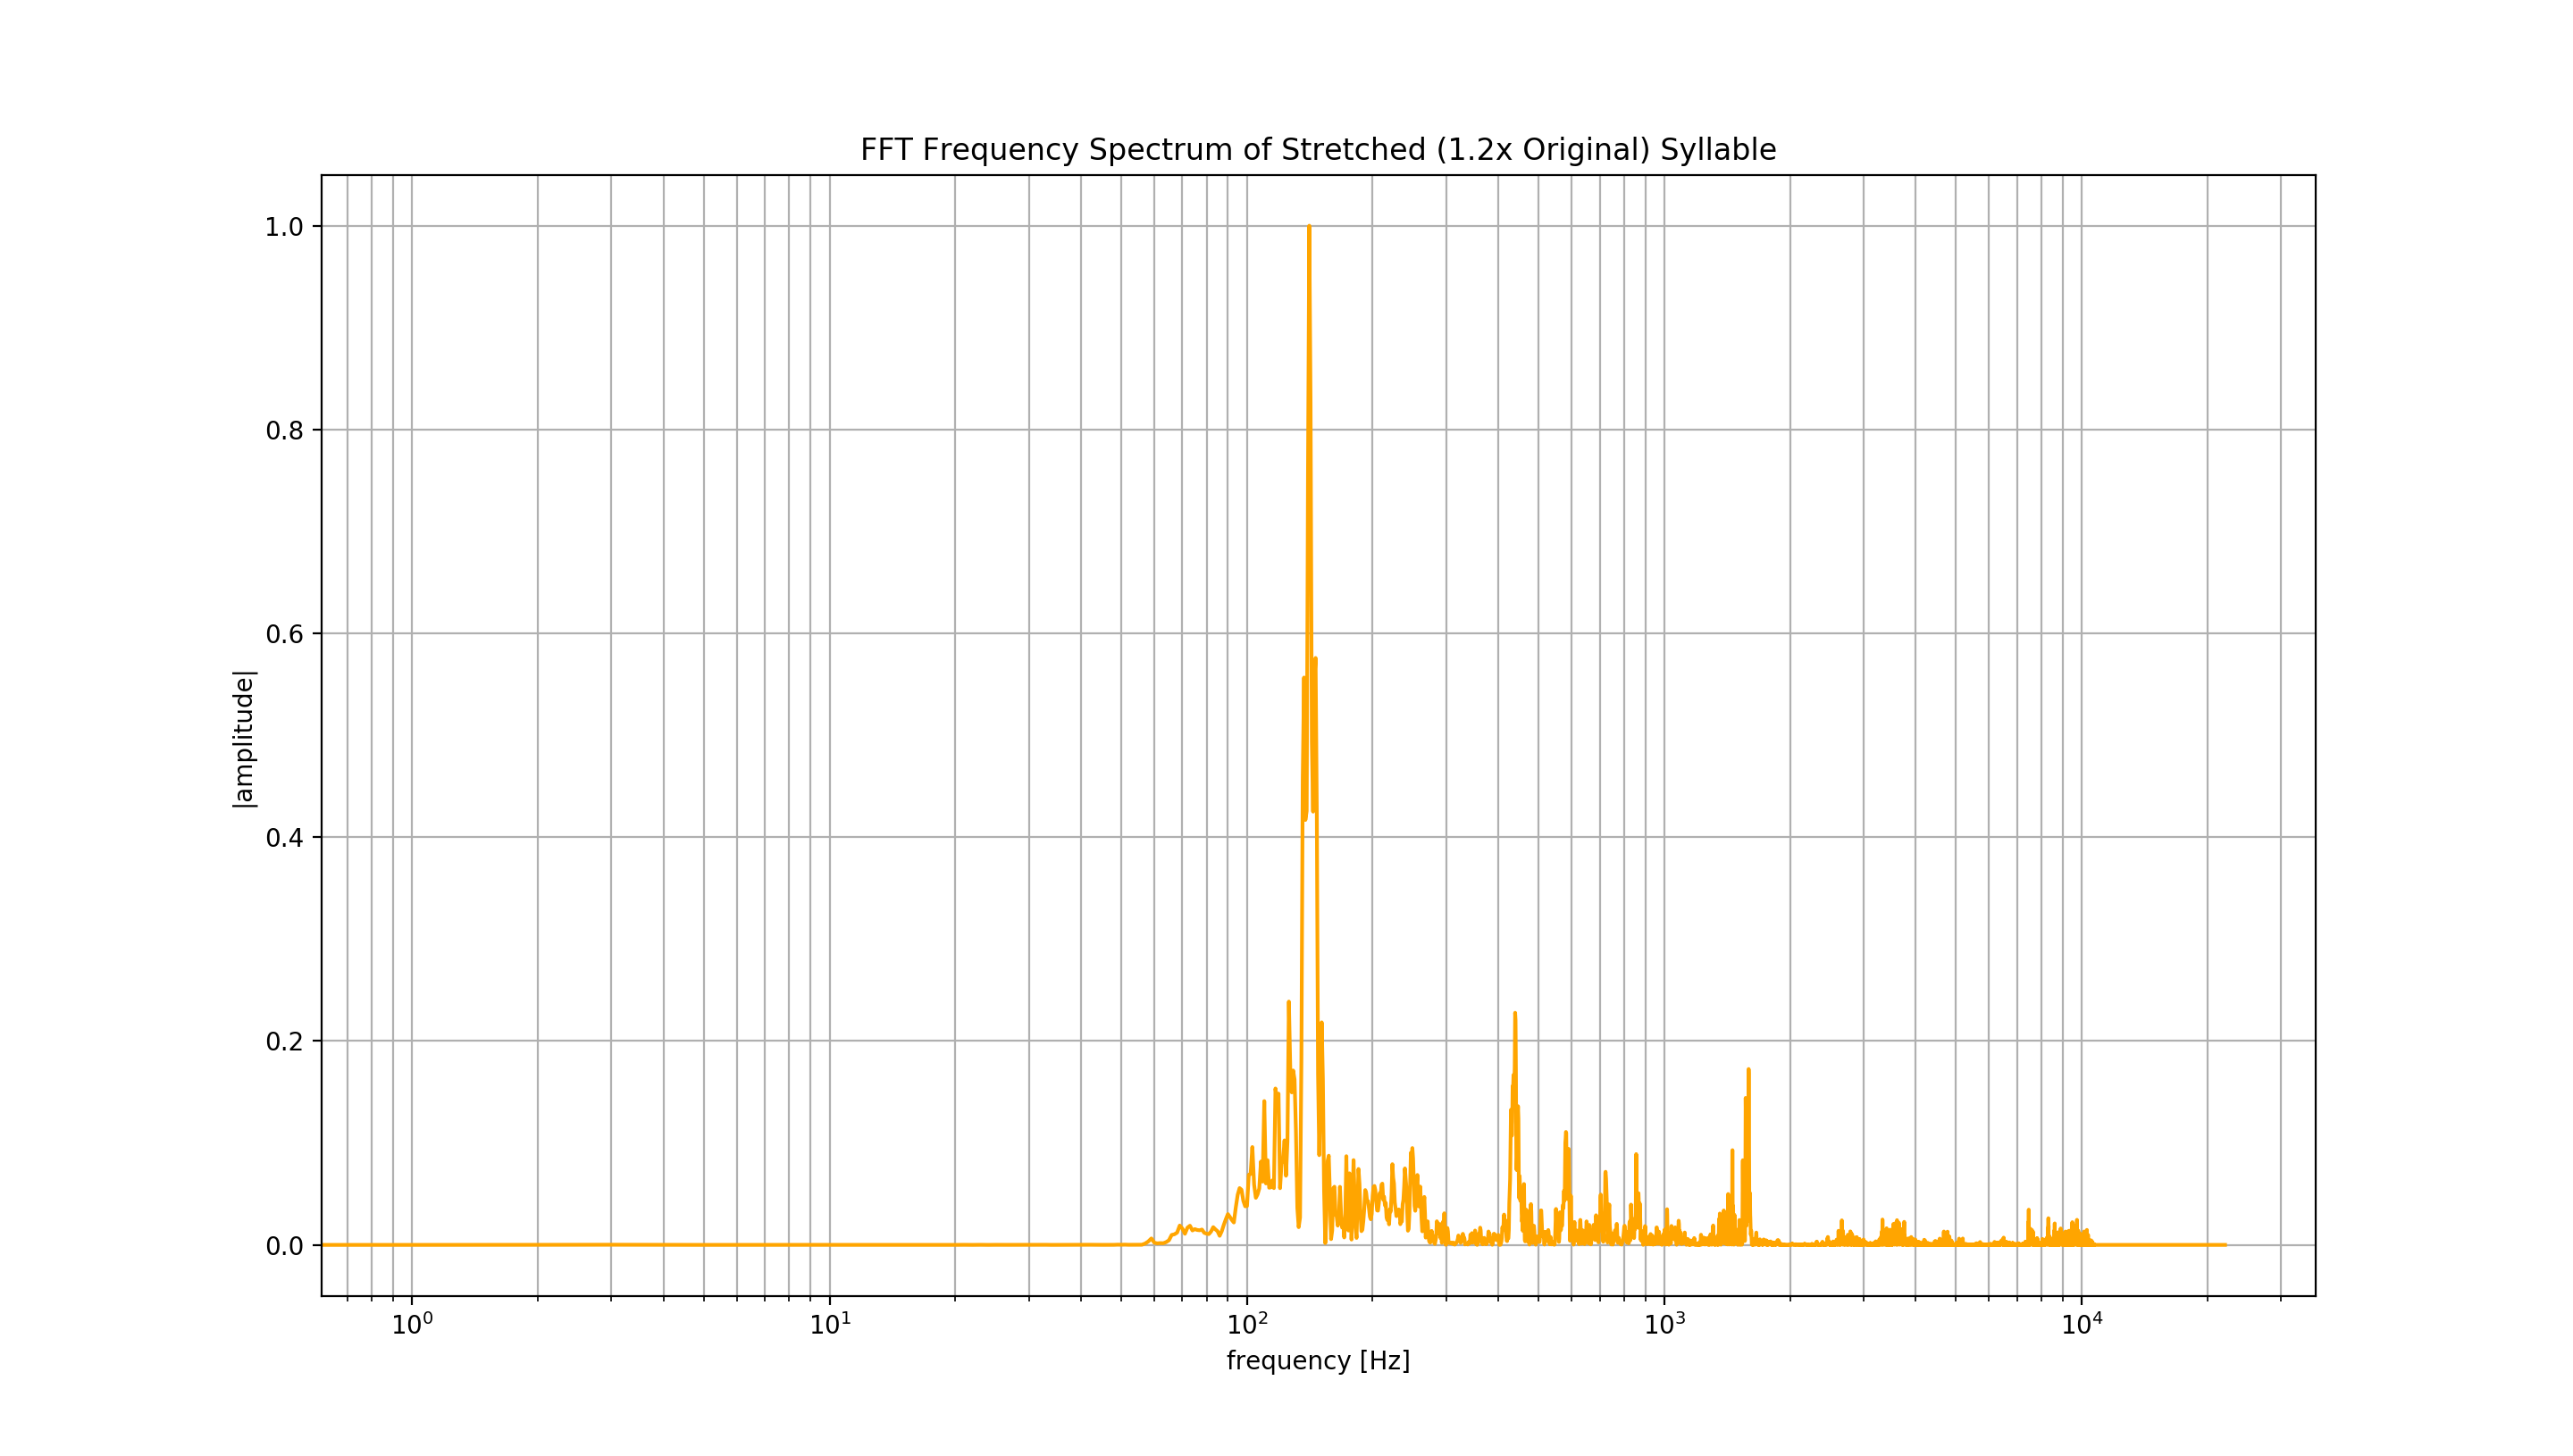 FFT Frequency Spectrum of Stretched (1.2x Original) Syllable
1.0
0.8
0.6
0.4
0.2
0.0
|amplitude|
10⁰ 10¹ 10² 10³ 10⁴
frequency [Hz]